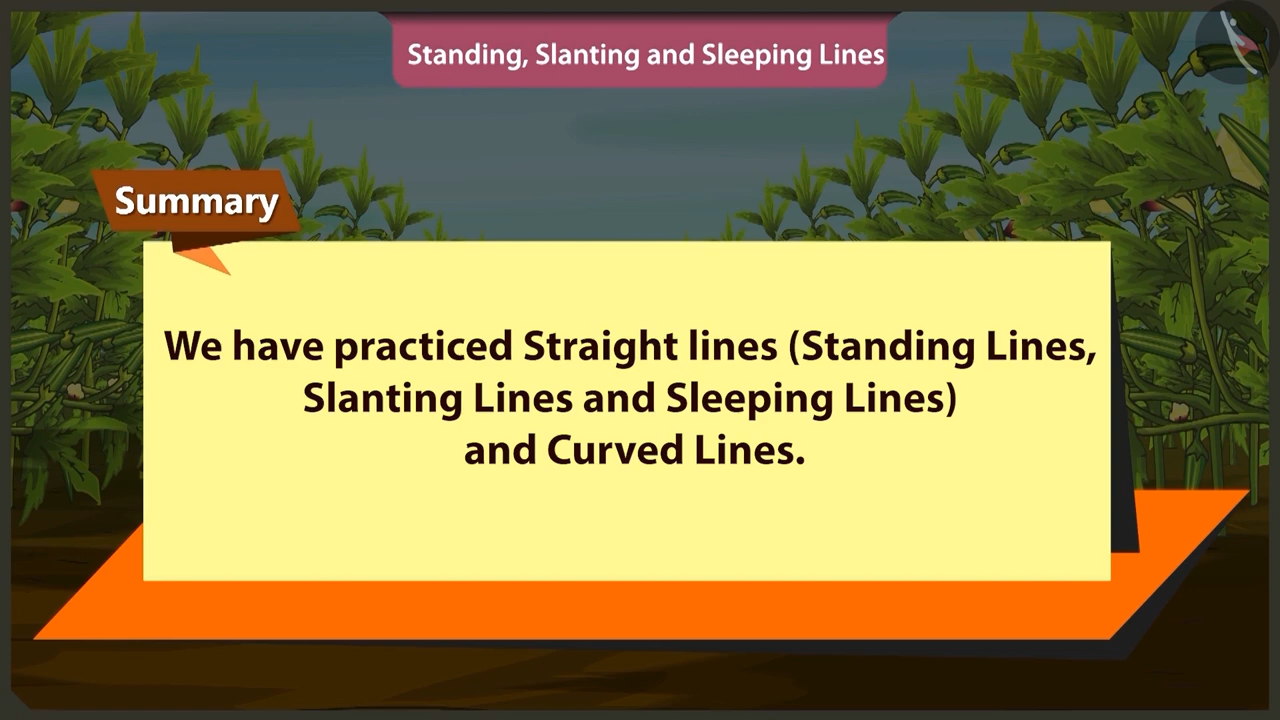 Standing, Slanting and Sleeping Lines
Summary
We have practiced Straight lines (Standing Lines,
Slanting Lines and Sleeping Lines)
and Curved Lines.